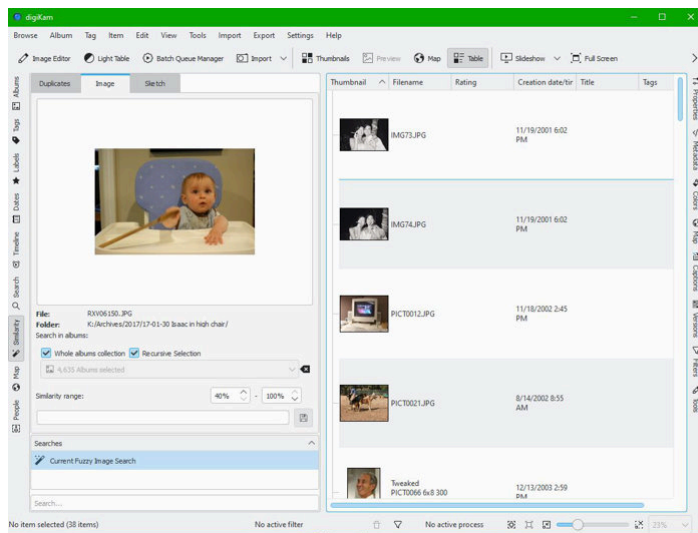 digiKam
Browse Album Tag Item Edit View Tools Import Export Settings Help
Image Editor Light Table Batch Queue Manager Import Thumbnails Preview Map Table Slideshow Full Screen
Albums
Tags
Labels
Dates
Timeline
Search
Similarity
Map
People
Duplicates Image Sketch
File: RXV06150.JPG
Folder: K:/Archives/2017/17-01-30 Isaac in high chair/
Search in albums:
Whole albums collection Recursive Selection
4,635 Albums selected
Similarity range: 40% - 100%
Searches
Current Fuzzy Image Search
Search...
Thumbnail Filename Rating Creation date/tir Title Tags
IMG73.JPG 11/19/2001 6:02
PM
IMG74.JPG 11/19/2001 6:02
PM
PICT0012.JPG 11/18/2002 2:45
PM
PICT0021.JPG 8/14/2002 8:55
AM
Tweaked
PICT0066 6x8 300 12/13/2003 2:59
PM
Properties
Metadata
Colors
Map
Captions
Versions
Filters
Tools
No item selected (38 items) No active filter No active process 25%